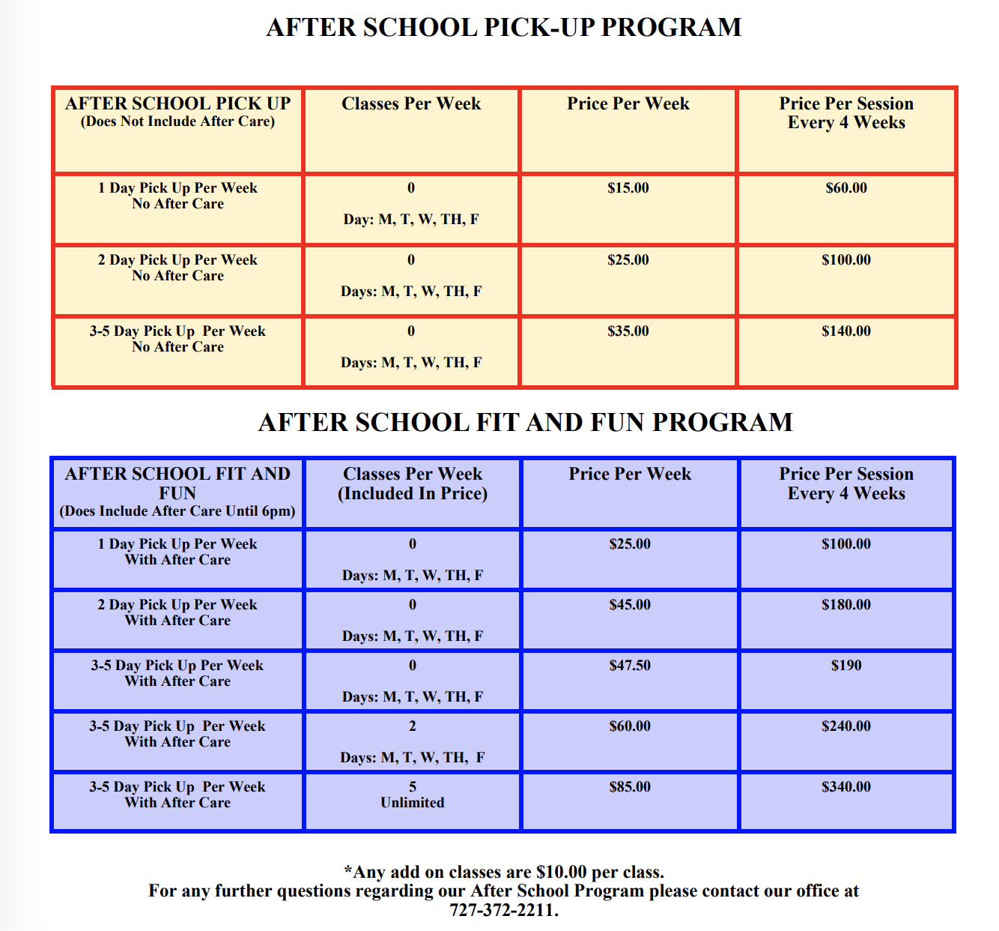 AFTER SCHOOL PICK-UP PROGRAM
AFTER SCHOOL PICK UP
(Does Not Include After Care)
Classes Per Week
Price Per Week
Price Per Session
Every 4 Weeks
1 Day Pick Up Per Week
No After Care
0
Day: M, T, W, TH, F
$15.00
$60.00
2 Day Pick Up Per Week
No After Care
0
Days: M, T, W, TH, F
$25.00
$100.00
3-5 Day Pick Up  Per Week
No After Care
0
Days: M, T, W, TH, F
$35.00
$140.00
AFTER SCHOOL FIT AND FUN PROGRAM
AFTER SCHOOL FIT AND
FUN
(Does Include After Care Until 6pm)
Classes Per Week
(Included In Price)
Price Per Week
Price Per Session
Every 4 Weeks
1 Day Pick Up Per Week
With After Care
0
Days: M, T, W, TH, F
$25.00
$100.00
2 Day Pick Up Per Week
With After Care
0
Days: M, T, W, TH, F
$45.00
$180.00
3-5 Day Pick Up Per Week
With After Care
0
Days: M, T, W, TH, F
$47.50
$190
3-5 Day Pick Up  Per Week
With After Care
2
Days: M, T, W, TH,  F
$60.00
$240.00
3-5 Day Pick Up  Per Week
With After Care
5
Unlimited
$85.00
$340.00
*Any add on classes are $10.00 per class.
For any further questions regarding our After School Program please contact our office at
727-372-2211.